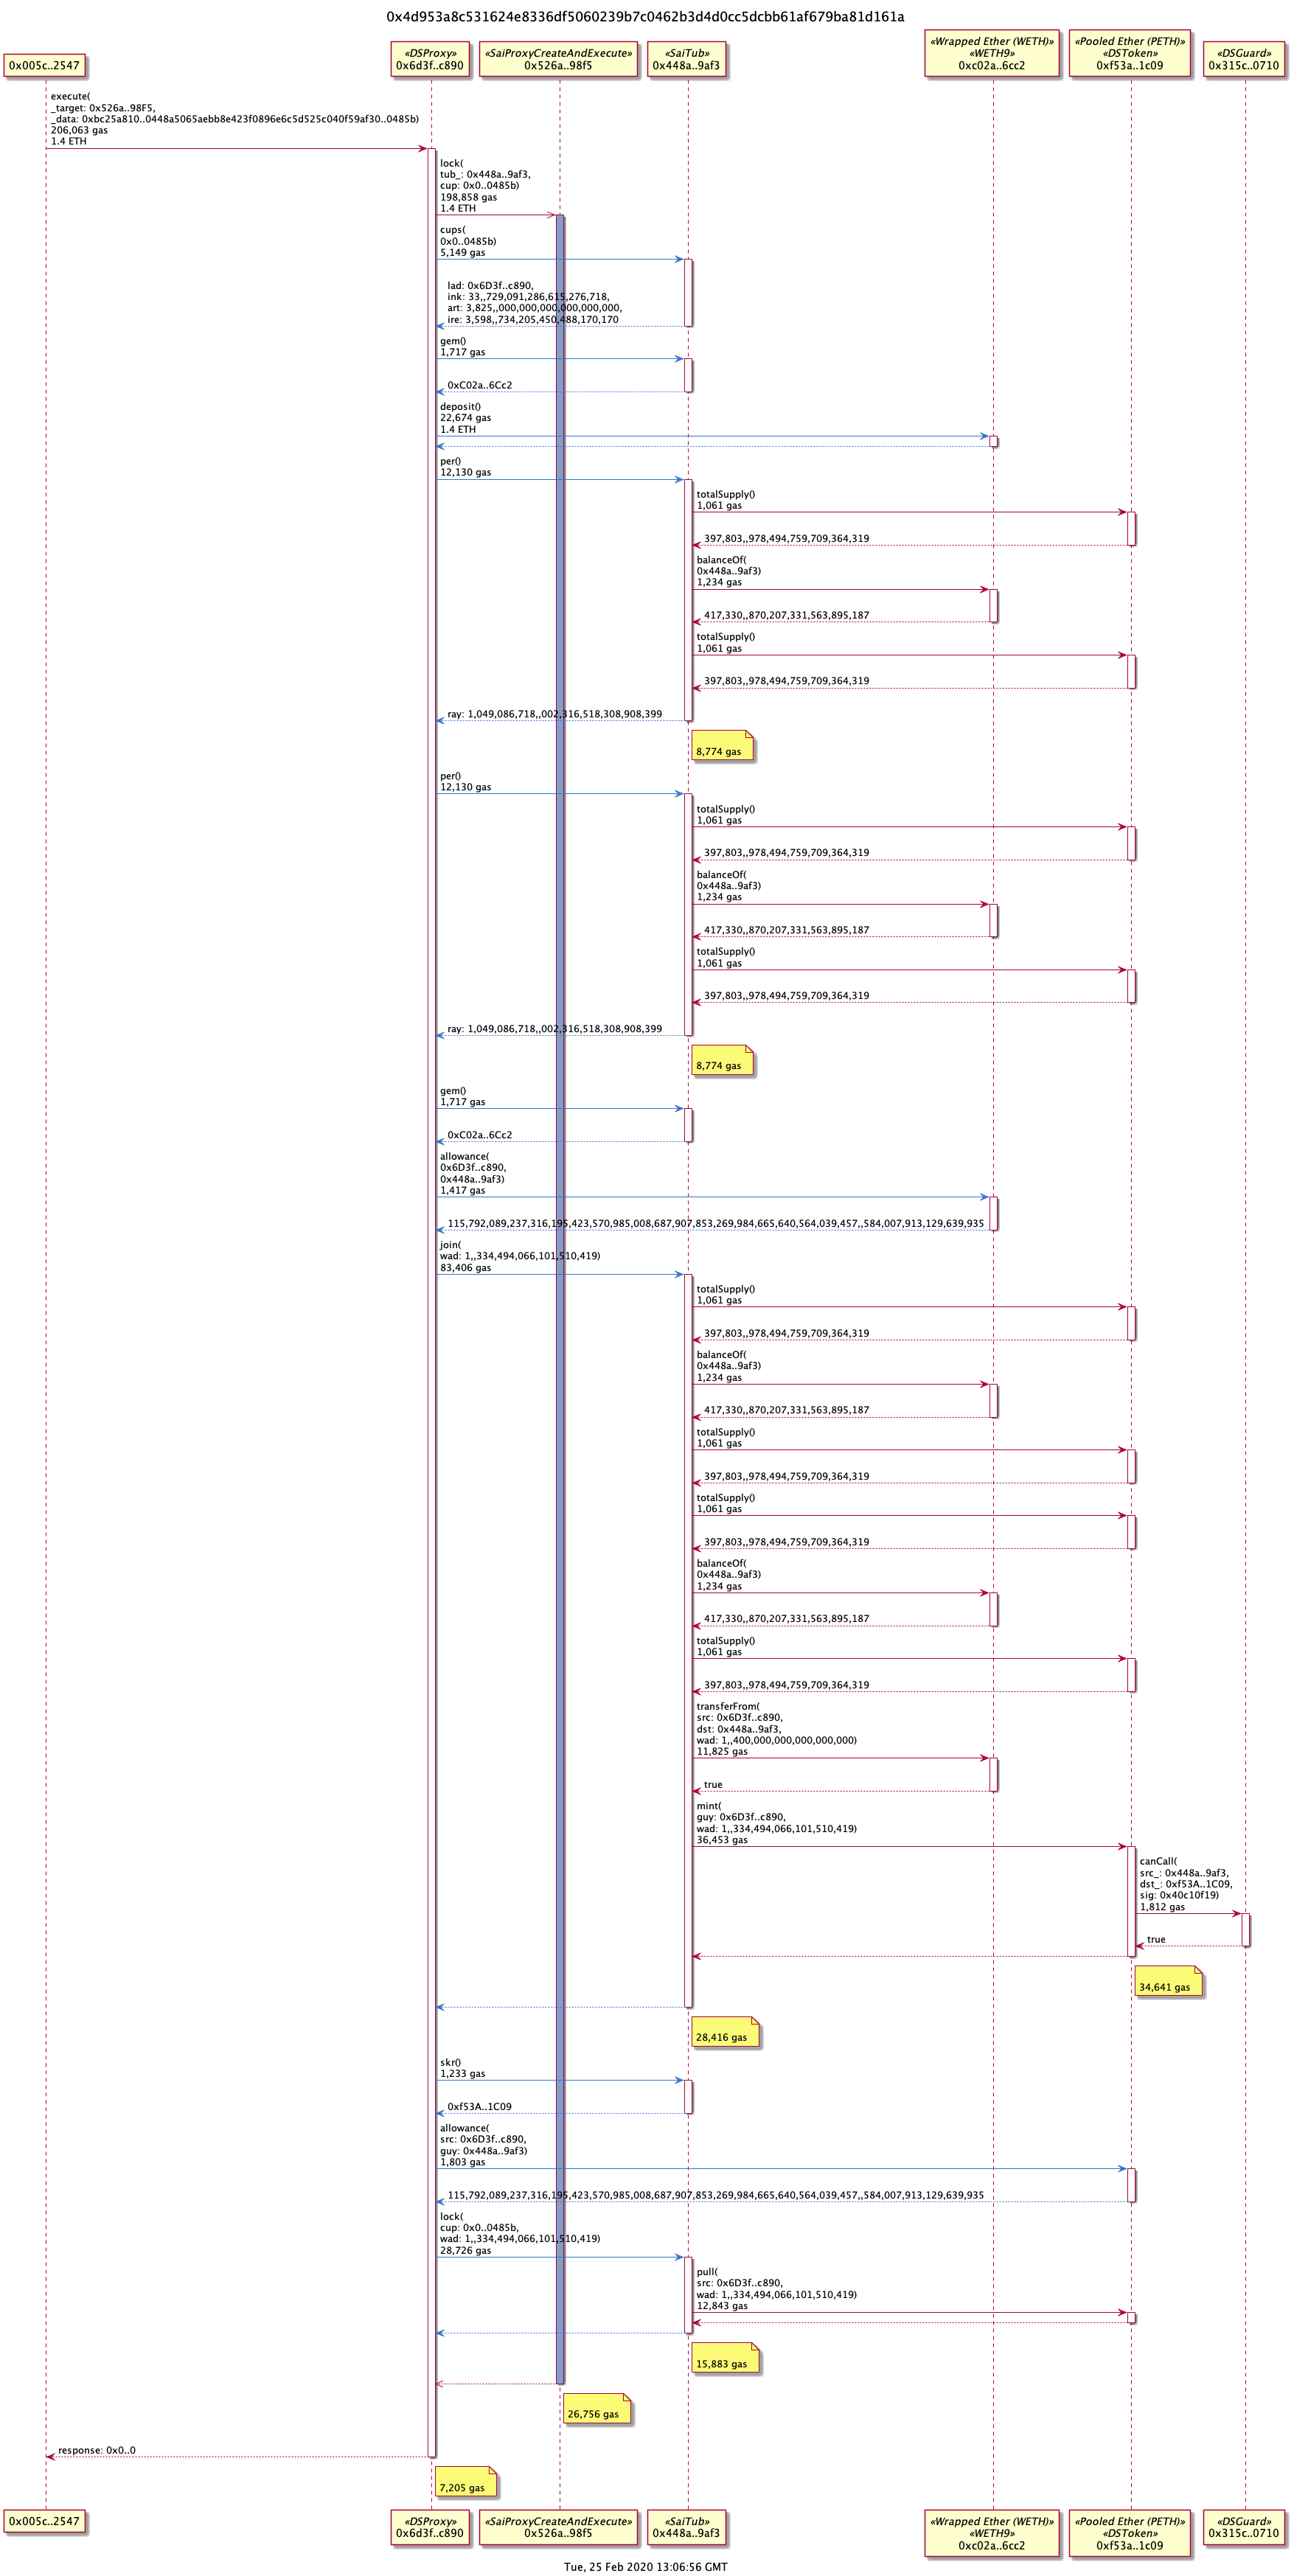 0x4d953a8c531624e8336df5060239b7c0462b3d4d0cc5dcbb61af679ba81d161a
0x005c..2547
«DSProxy»
0x6d3f..c890
«SaiProxyCreateAndExecute»
0x526a..98f5
«SaiTub»
0x448a..9af3
«Wrapped Ether (WETH)»
«WETH9»
0xc02a..6cc2
«Pooled Ether (PETH)»
«DSToken»
0xf53a..1c09
«DSGuard»
0x315c..0710
execute(
_target: 0x526a..98F5,
_data: 0xbc25a810..0448a5065aebb8e423f0896e6c5d525c040f59af30..0485b)
206,063 gas
1.4 ETH
lock(
tub_: 0x448a..9af3,
cup: 0x0..0485b)
198,858 gas
1.4 ETH
cups(
0x0..0485b)
5,149 gas
lad: 0x6D3f..c890,
ink: 33,,729,091,286,615,276,718,
art: 3,825,,000,000,000,000,000,000,
ire: 3,598,,734,205,450,488,170,170
gem()
1,717 gas
0xC02a..6Cc2
deposit()
22,674 gas
1.4 ETH
per()
12,130 gas
totalSupply()
1,061 gas
397,803,,978,494,759,709,364,319
balanceOf(
0x448a..9af3)
1,234 gas
417,330,,870,207,331,563,895,187
totalSupply()
1,061 gas
397,803,,978,494,759,709,364,319
ray: 1,049,086,718,,002,316,518,308,908,399
8,774 gas
per()
12,130 gas
totalSupply()
1,061 gas
397,803,,978,494,759,709,364,319
balanceOf(
0x448a..9af3)
1,234 gas
417,330,,870,207,331,563,895,187
totalSupply()
1,061 gas
397,803,,978,494,759,709,364,319
ray: 1,049,086,718,,002,316,518,308,908,399
8,774 gas
gem()
1,717 gas
0xC02a..6Cc2
allowance(
0x6D3f..c890,
0x448a..9af3)
1,417 gas
115,792,089,237,316,195,423,570,985,008,687,907,853,269,984,665,640,564,039,457,,584,007,913,129,639,935
join(
wad: 1,,334,494,066,101,510,419)
83,406 gas
totalSupply()
1,061 gas
397,803,,978,494,759,709,364,319
balanceOf(
0x448a..9af3)
1,234 gas
417,330,,870,207,331,563,895,187
totalSupply()
1,061 gas
397,803,,978,494,759,709,364,319
totalSupply()
1,061 gas
397,803,,978,494,759,709,364,319
balanceOf(
0x448a..9af3)
1,234 gas
417,330,,870,207,331,563,895,187
totalSupply()
1,061 gas
397,803,,978,494,759,709,364,319
transferFrom(
src: 0x6D3f..c890,
dst: 0x448a..9af3,
wad: 1,,400,000,000,000,000,000)
11,825 gas
true
mint(
guy: 0x6D3f..c890,
wad: 1,,334,494,066,101,510,419)
36,453 gas
canCall(
src_: 0x448a..9af3,
dst_: 0xf53A..1C09,
sig: 0x40c10f19)
1,812 gas
true
34,641 gas
28,416 gas
skr()
1,233 gas
0xf53A..1C09
allowance(
src: 0x6D3f..c890,
guy: 0x448a..9af3)
1,803 gas
115,792,089,237,316,195,423,570,985,008,687,907,853,269,984,665,640,564,039,457,,584,007,913,129,639,935
lock(
cup: 0x0..0485b,
wad: 1,,334,494,066,101,510,419)
28,726 gas
pull(
src: 0x6D3f..c890,
wad: 1,,334,494,066,101,510,419)
12,843 gas
15,883 gas
26,756 gas
response: 0x0..0
7,205 gas
0x005c..2547
«DSProxy»
0x6d3f..c890
«SaiProxyCreateAndExecute»
0x526a..98f5
«SaiTub»
0x448a..9af3
«Wrapped Ether (WETH)»
«WETH9»
0xc02a..6cc2
«Pooled Ether (PETH)»
«DSToken»
0xf53a..1c09
«DSGuard»
0x315c..0710
Tue, 25 Feb 2020 13:06:56 GMT